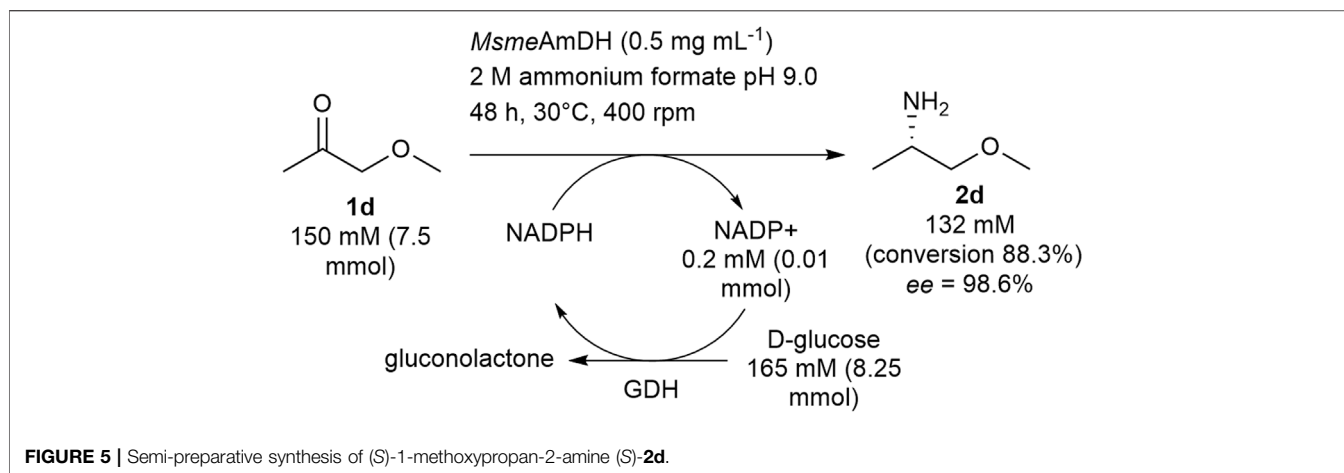 MsmeAmDH (0.5 mg mL-1)
2 M ammonium formate pH 9.0
48 h, 30°C, 400 rpm
O
O
1d
150 mM (7.5
mmol)
NH2
O
2d
132 mM
(conversion 88.3%)
ee = 98.6%
NADPH
NADP+
0.2 mM (0.01
mmol)
gluconolactone
GDH
D-glucose
165 mM (8.25
mmol)
FIGURE 5 | Semi-preparative synthesis of (S)-1-methoxypropan-2-amine (S)-2d.